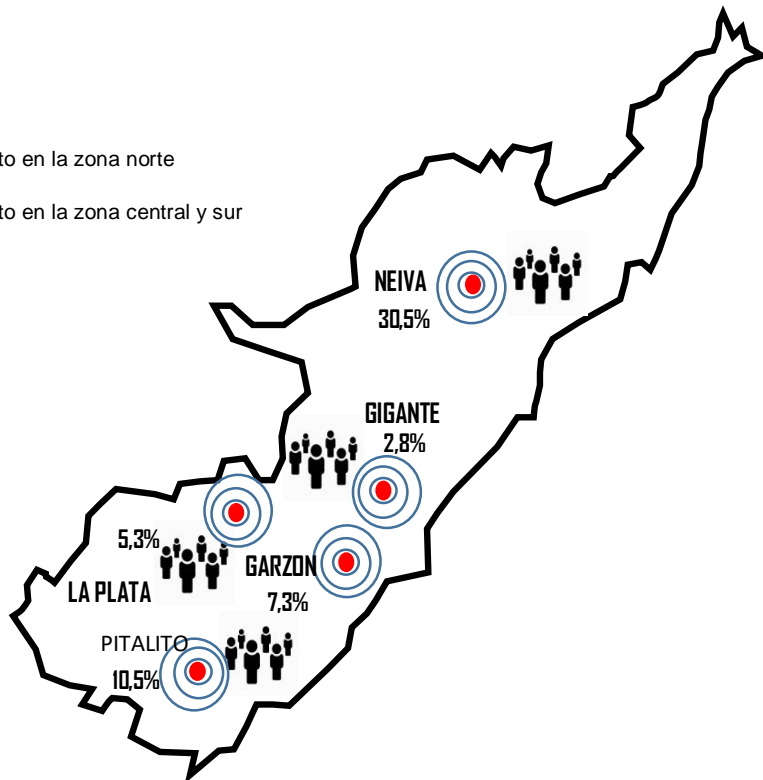 to en la zona norte
to en la zona central y sur
NEIVA
30,5%
GIGANTE
2,8%
5,3%
LA PLATA
GARZON
7,3%
PITALITO
10,5%